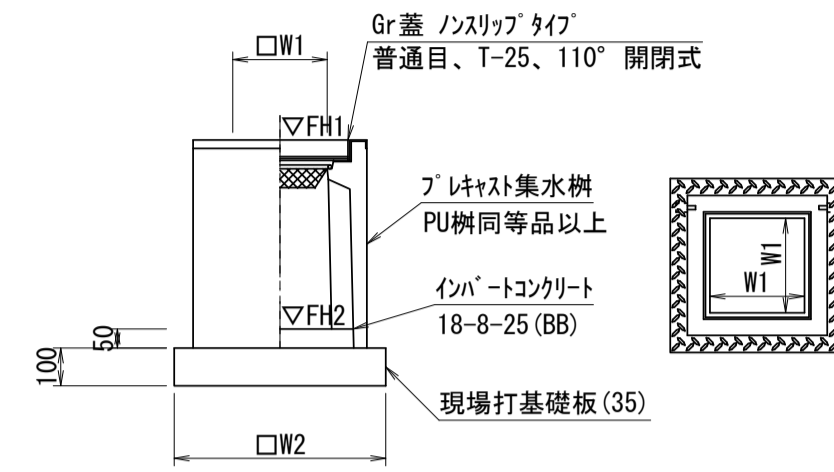 Gr蓋 ﾉﾝｽﾘｯﾌﾟﾀｲﾌﾟ
普通目、T-25、110° 開閉式
□W1
▽FH1
ﾌﾟﾚｷｬｽﾄ集水桝
PU桝同等品以上
W1
W1
ｲﾝﾊﾞｰﾄｺﾝｸﾘｰﾄ
18-8-25(BB)
▽FH2
50
100
現場打基礎板(35)
□W2